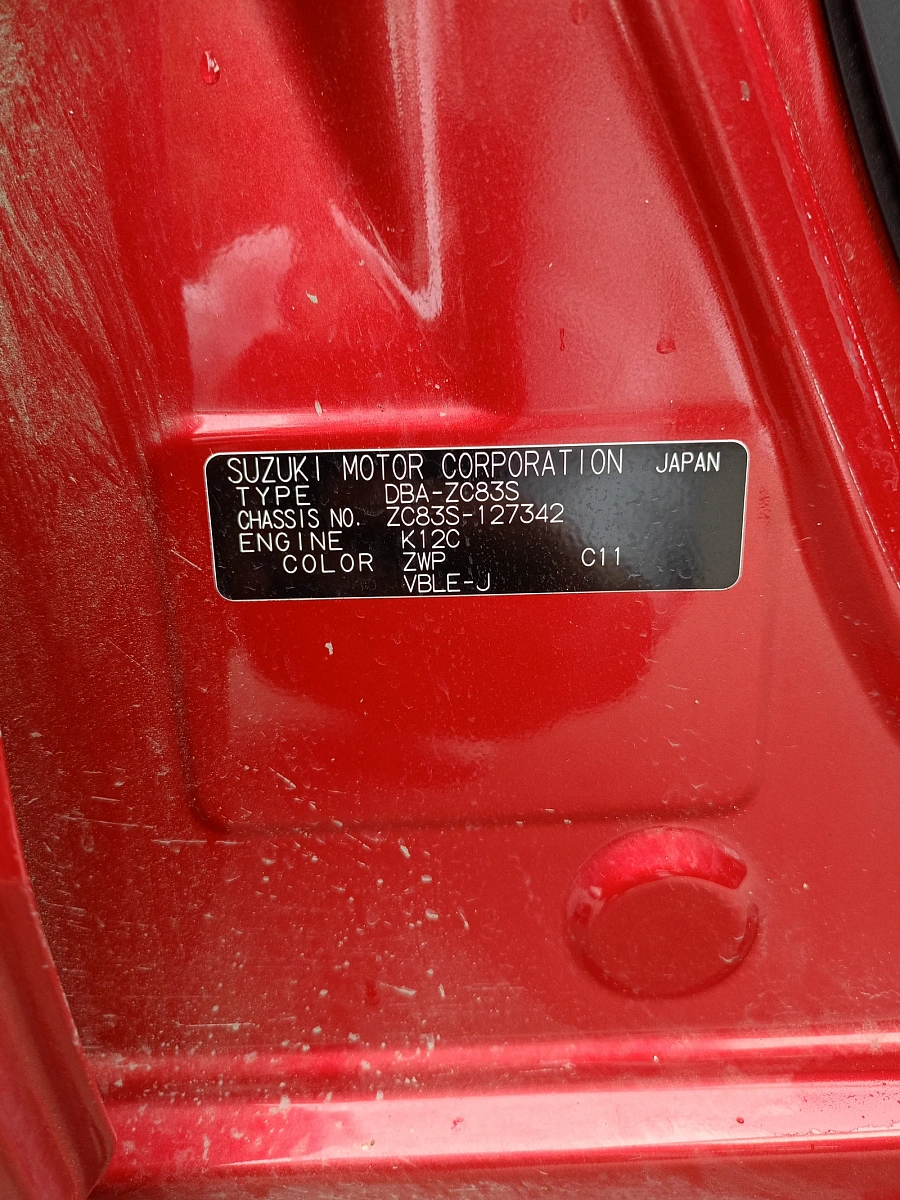 SUZUKI MOTOR CORPORATION JAPAN
TYPE DBA-ZC83S
CHASSIS NO. ZC83S-127342
ENGINE K12C
COLOR ZWP C11
VBLE-J